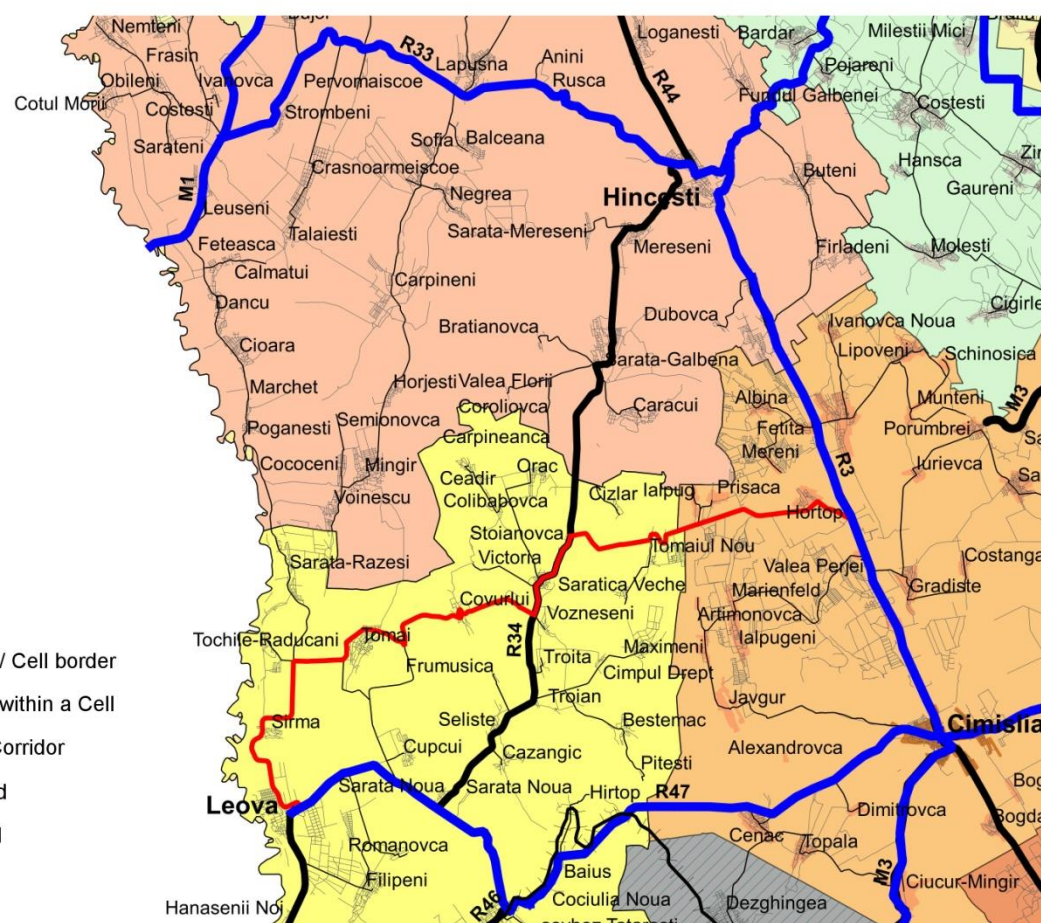 Nemteni
Loganesti
Bardar
Milestii Mici
Frasin
R33
Lapusna
Anini
Obileni
Ivanovca
Pervomaiscoe
Rusca
R44
Pojareni
Cotul Morii
Costesti
Strombeni
Fundul Galbenei
Costesti
Sarateni
Sofia
Balceana
Crasnoarmeiscoe
Hansca
M1
Negrea
Hincesti
Buteni
Gaureni
Leuseni
Talaiesti
Sarata-Mereseni
Mereseni
Firladeni
Molesti
Feteasca
Calmatui
Carpineni
Dancu
Bratianovca
Dubovca
Ivanovca Noua
Cioara
Sarata-Galbena
Lipoveni
Schinosica
Marchet
Horjesti
Valea Florii
Albina
Munteni
M3
Poganesti
Semionovca
Coroliovca
Caracui
Fetita
Porumbrei
Carpineanca
Mereni
R3
Cococeni
Mingir
Ceadir
Orac
Iurievca
Voinescu
Colibabovca
Cizlar
Ialpug
Prisaca
Stoianovca
Hortop
Sarata-Razesi
Victoria
Tomaiul Nou
Valea Perjei
Costanga
Saratica Veche
Marienfeld
Gradiste
Covurlui
Vozneseni
Artimonovca
Tochile-Raducani
Tomai
R34
Maximeni
Ialpugeni
/ Cell border
Frumusica
Troita
Cimpul Drept
within a Cell
Sirma
Troian
Javgur
Corridor
Seliste
Bestemac
Cimislia
Cupcui
Cazangic
Alexandrovca
Pitesti
Leova
Sarata Noua
Sarata Noua
Hirtop
R47
Dimitrovca
Romanovca
Cenac
Topala
Filipeni
Baius
M3
Ciucur-Mingir
Hanasenii Noi
R46
Cociulia Noua
Dezghingea